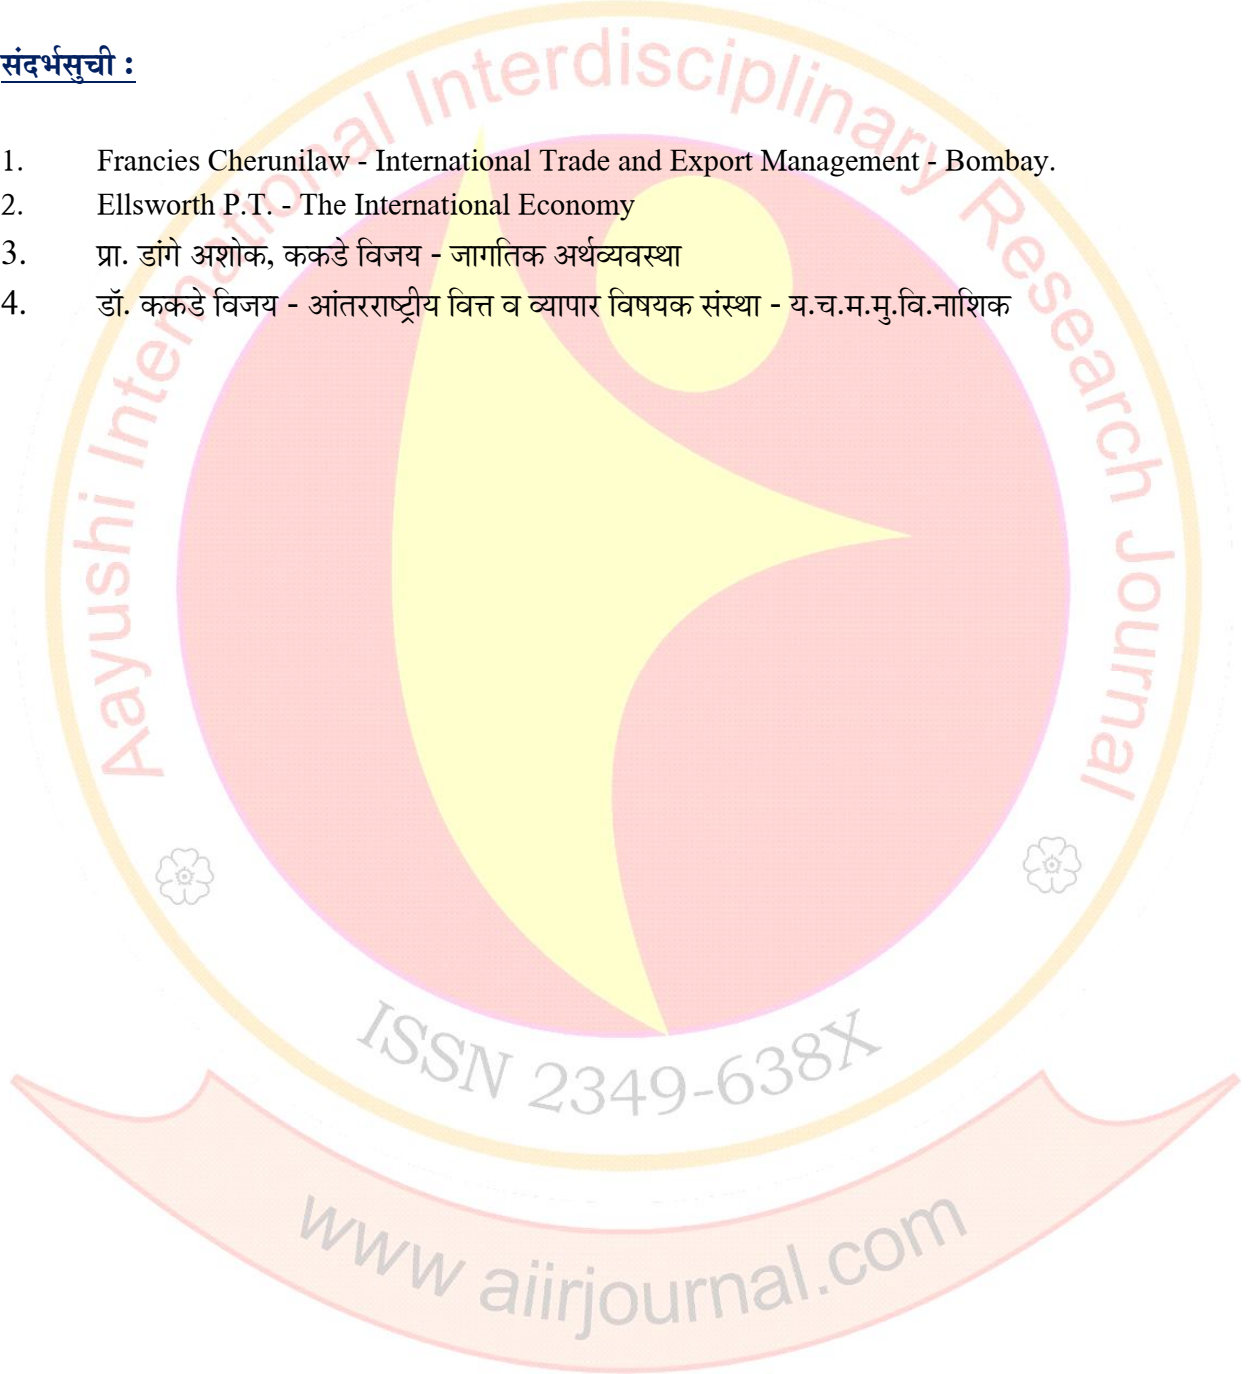 संदर्भसुची :
1. Francies Cherunilaw - International Trade and Export Management - Bombay.
2. Ellsworth P.T. - The International Economy
3. प्रा. डांगे अशोक, ककडे विजय - जागतिक अर्थव्यवस्था
4. डॉ. ककडे विजय - आंतरराष्ट्रीय वित्त व व्यापार विषयक संस्था - य.च.म.मु.वि.नाशिक
Aayushi International Interdisciplinary Research Journal
ISSN 2349-638X
www aiirjournal.com